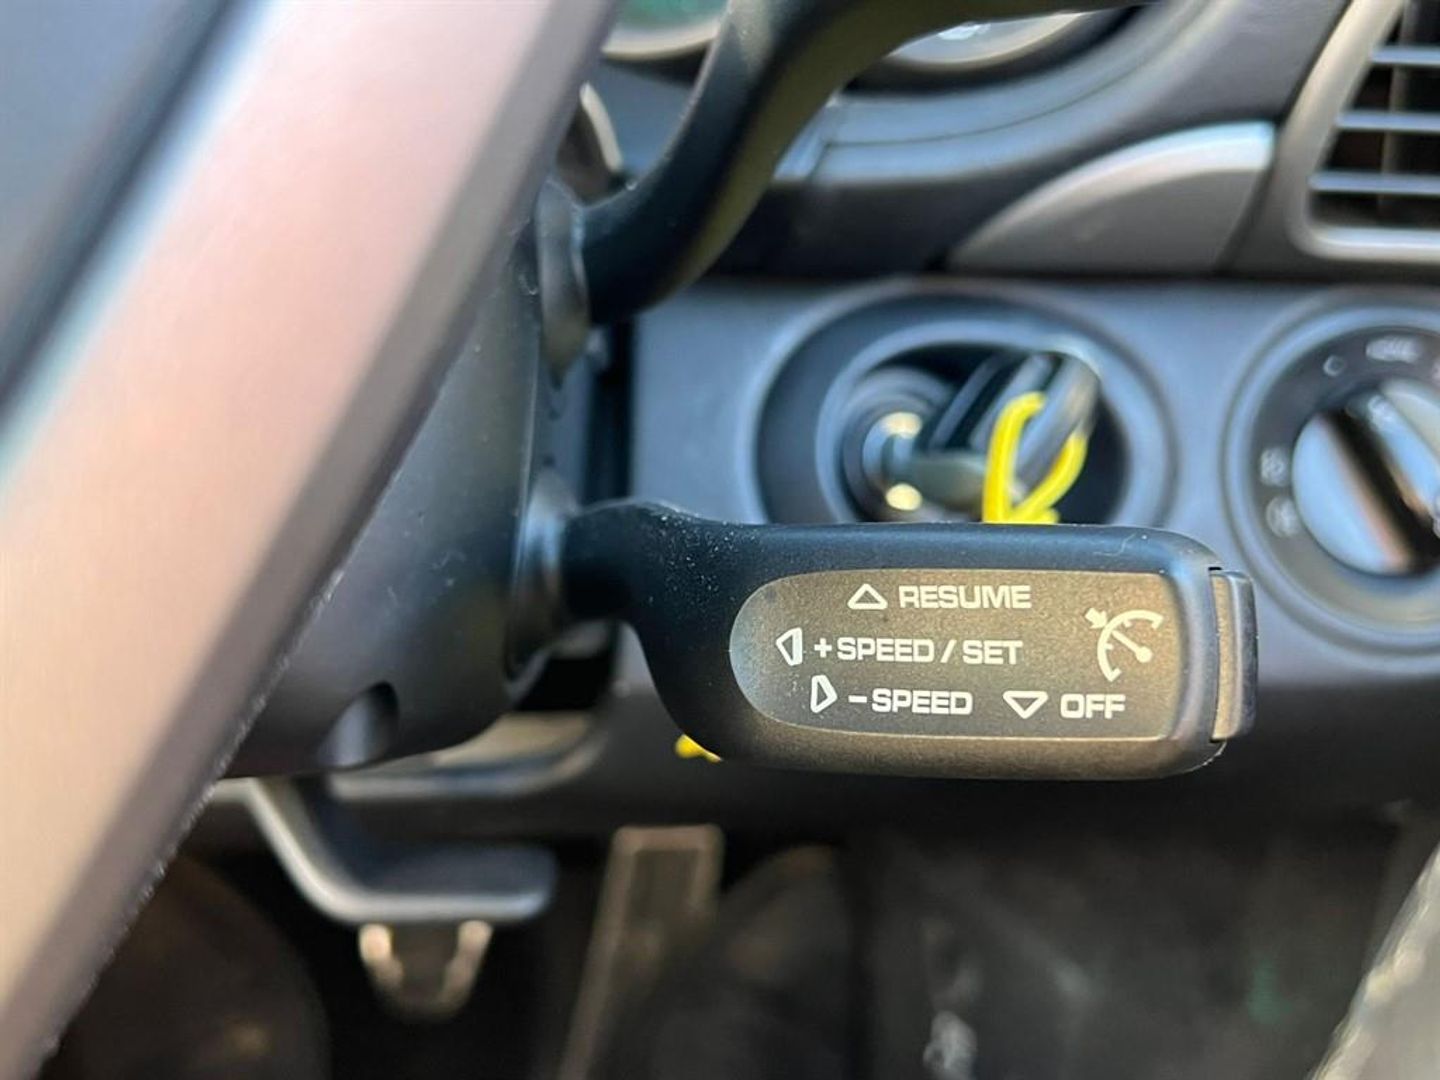 RESUME
+SPEED / SET
-SPEED OFF